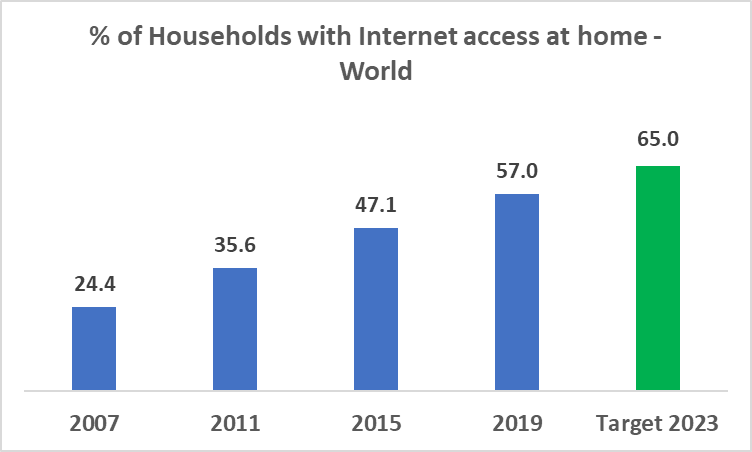 % of Households with Internet access at home -
World
65.0
57.0
47.1
35.6
24.4
2007 2011 2015 2019 Target 2023